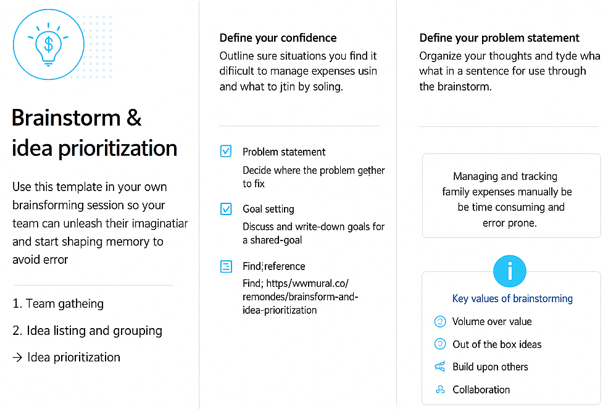 $
Brainstorm &
idea prioritization
Use this template in your own
brainsforming session so your
team can unleash their imaginatiar
and start shaping memory to
avoid error
1. Team gatheing
2. Idea listing and grouping
→ Idea prioritization
Define your confidence
Outline sure situations you find it
difiicult to manage expenses usin
and what to jtin by soling.
Problem statement
Decide where the problem gether
to fix
Goal setting
Discuss and write-down goals for
a shared-goal
Find;reference
Find; https/wwmural.co/
remondes/brainsform-and-
idea-prioritization
Define your problem statement
Organize your thoughts and tyde wha
what in a sentence for use through
the brainstorm.
Managing and tracking
family expenses manually be
be time consuming and
error prone.
i
Key values of brainstorming
Volume over value
Out of the box ideas
Build upon others
Collaboration